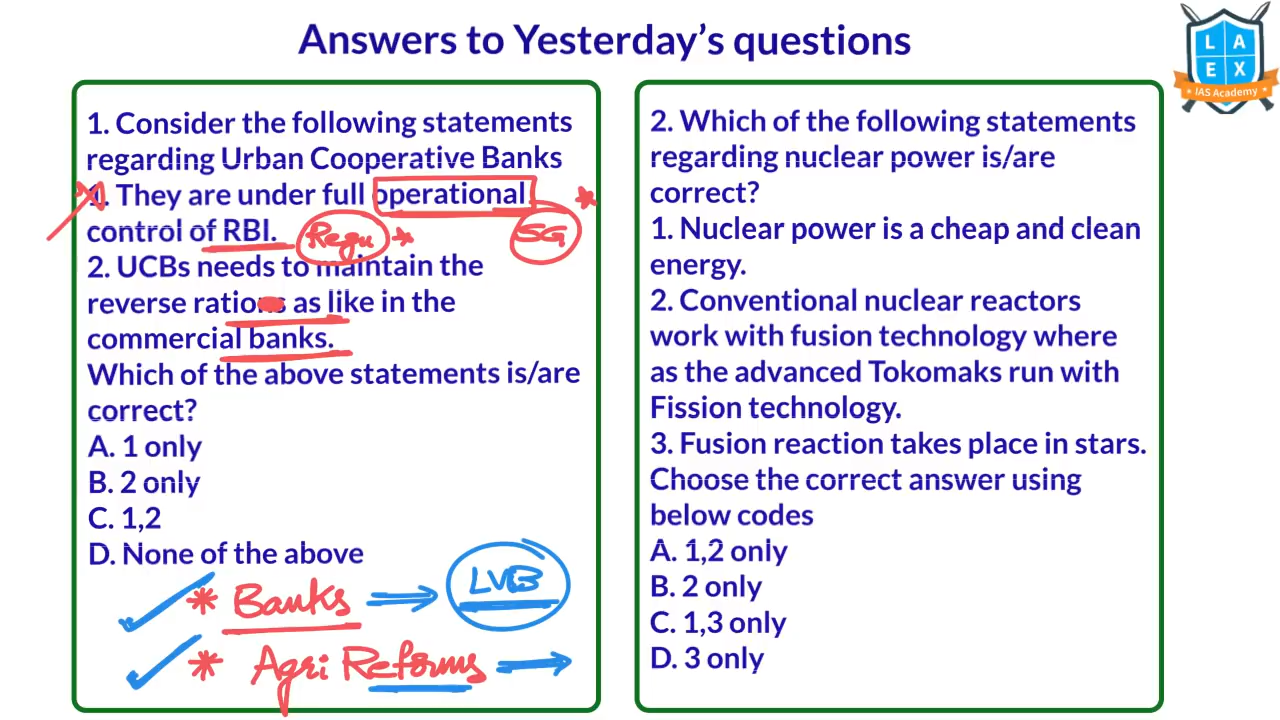 Answers to Yesterday's questions
L A
E X
IAS Academy
1. Consider the following statements
regarding Urban Cooperative Banks
1. They are under full operational
control of RBI.
Regu
SG
2. UCBs needs to maintain the
reverse rations as like in the
commercial banks.
Which of the above statements is/are
correct?
A. 1 only
B. 2 only
C. 1,2
D. None of the above
* Banks → LVB
* Agri Reforms →
2. Which of the following statements
regarding nuclear power is/are
correct?
1. Nuclear power is a cheap and clean
energy.
2. Conventional nuclear reactors
work with fusion technology where
as the advanced Tokomaks run with
Fission technology.
3. Fusion reaction takes place in stars.
Choose the correct answer using
below codes
A. 1,2 only
B. 2 only
C. 1,3 only
D. 3 only